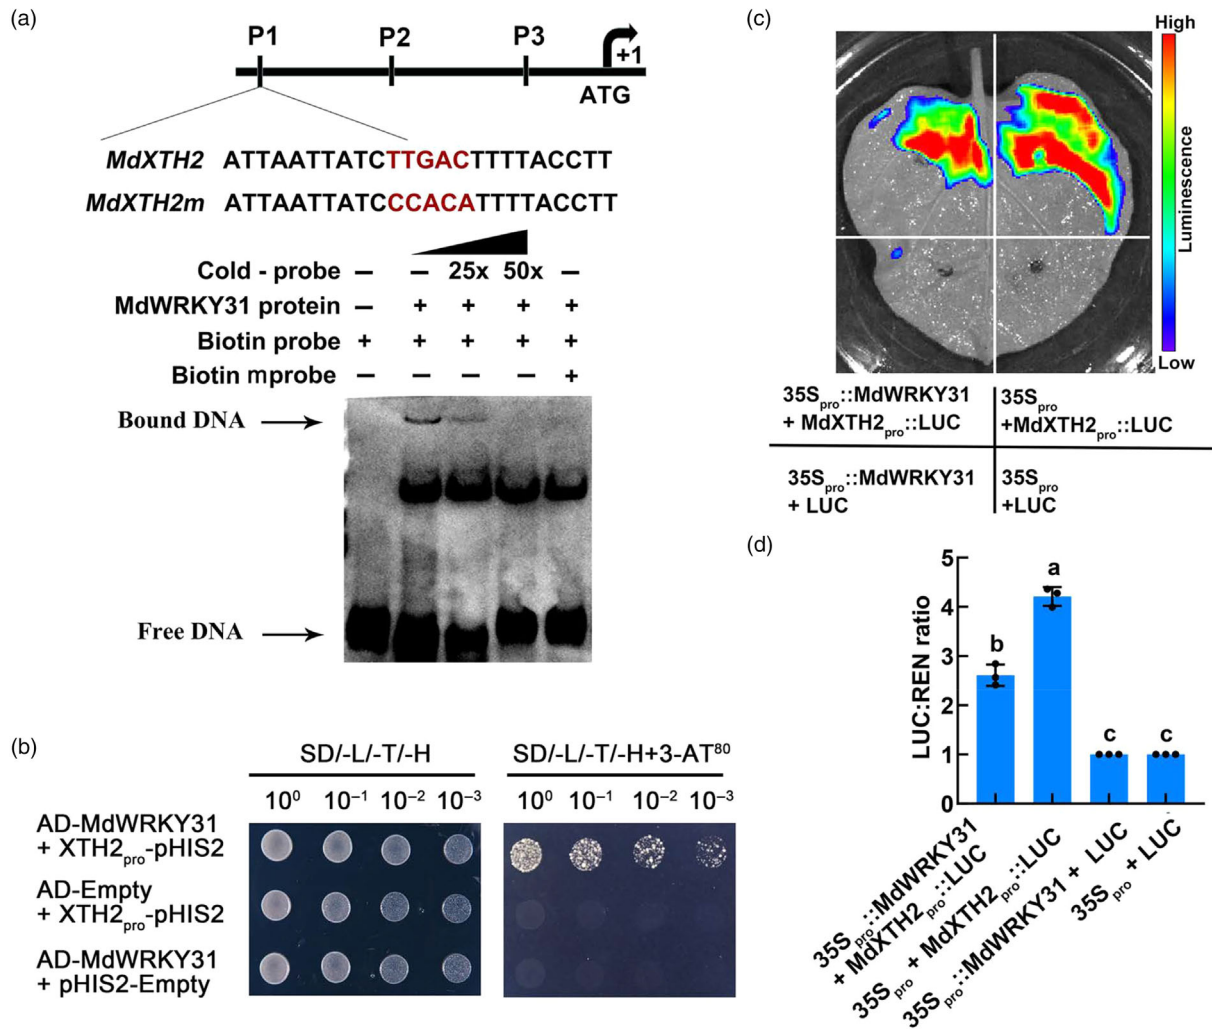 (a)
P1 P2 P3 +1
ATG
MdXTH2 ATTAATTATCTTGACTTTTACCTT
MdXTH2m ATTAATTATCCCACATTTTACCTT
Cold - probe — — 25x 50x —
MdWRKY31 protein — + + + +
Biotin probe + + + + +
Biotin mprobe — — — — +
Bound DNA
Free DNA
(b)
SD/-L/-T/-H SD/-L/-T/-H+3-AT⁸⁰
10⁰ 10⁻¹ 10⁻² 10⁻³ 10⁰ 10⁻¹ 10⁻² 10⁻³
AD-MdWRKY31
+ XTH2pro-pHIS2
AD-Empty
+ XTH2pro-pHIS2
AD-MdWRKY31
+ pHIS2-Empty
(c)
High
Luminescence
Low
35Spro::MdWRKY31
+ MdXTH2pro::LUC
35Spro
+MdXTH2pro::LUC
35Spro::MdWRKY31
+ LUC
35Spro
+LUC
(d)
LUC:REN ratio
5
4
3
2
1
0
b
a
c
c
35Spro::MdWRKY31
+ MdXTH2pro::LUC
35Spro + MdXTH2pro::LUC
35Spro::MdWRKY31 + LUC
35Spro + LUC